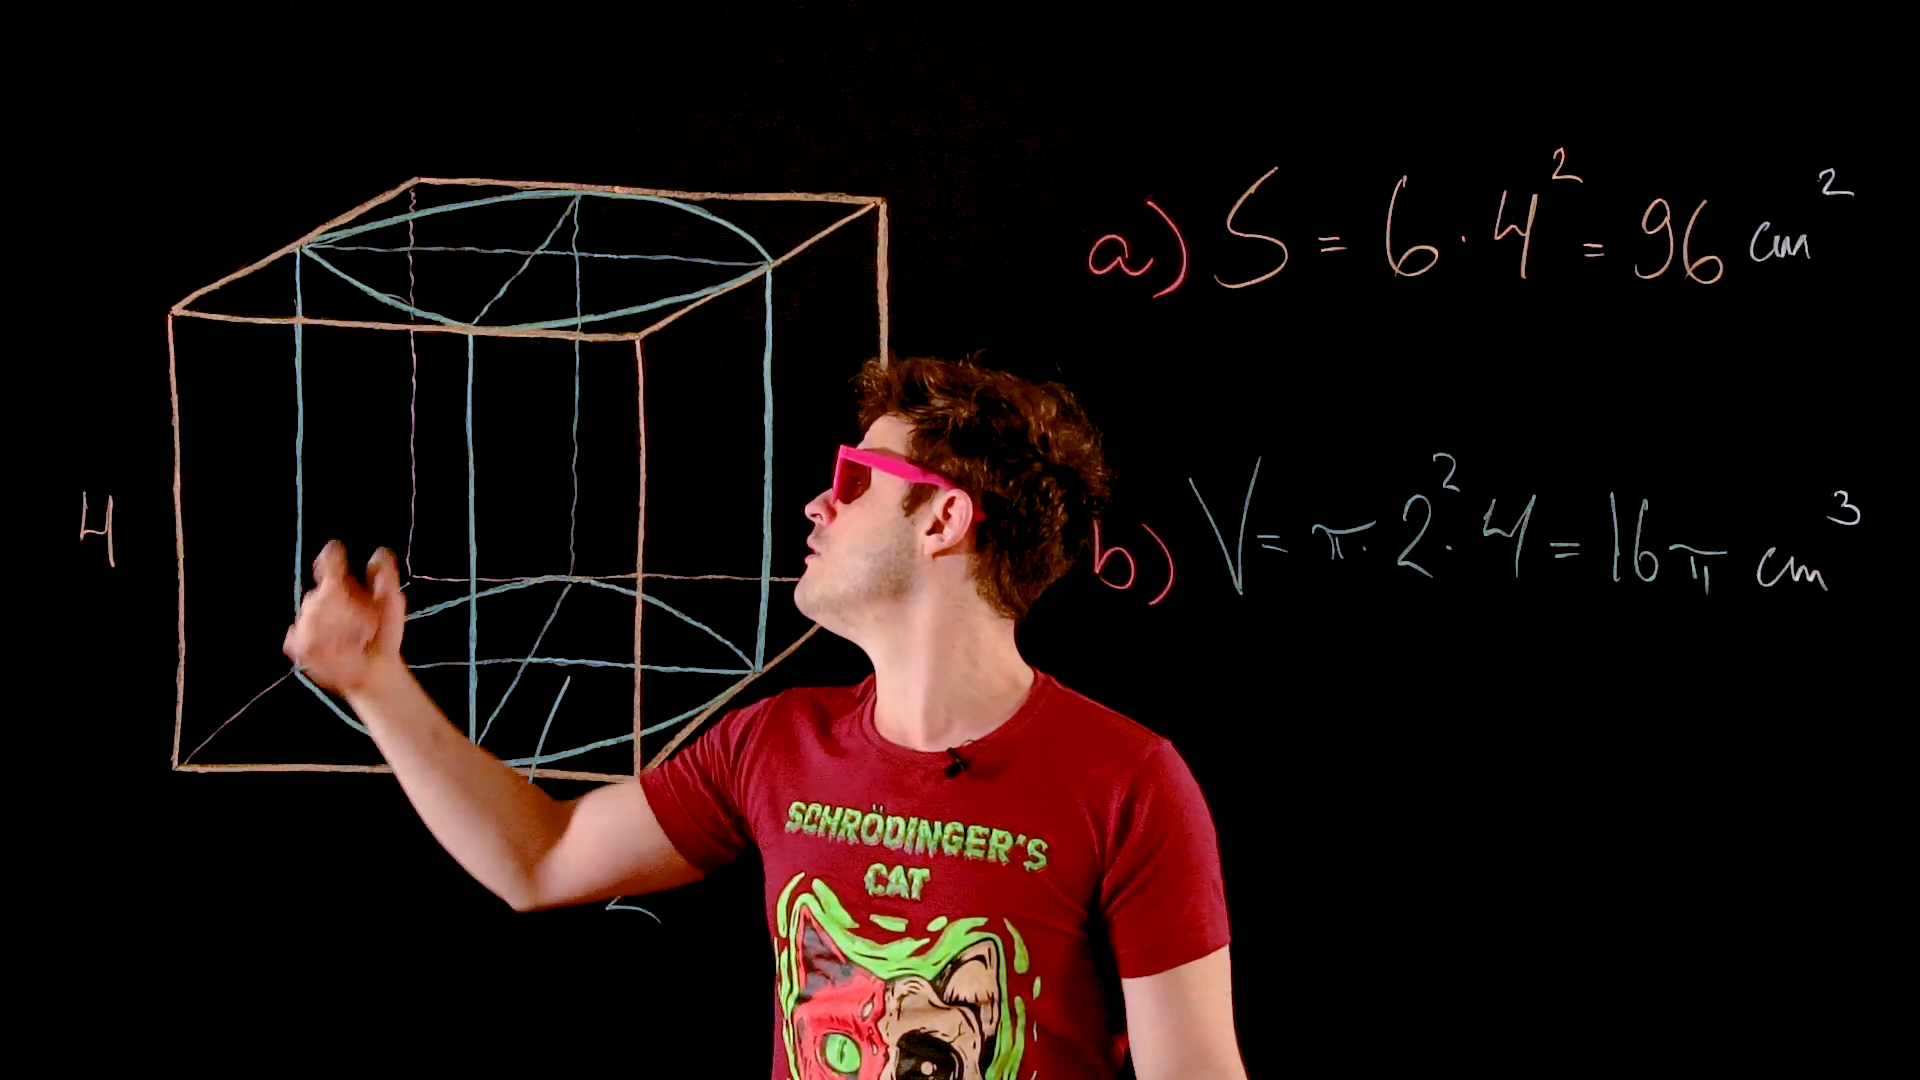 a) S = 6 · 4² = 96 cm²
4
b) V = π · 2² · 4 = 16π cm³
SCHRÖDINGER'S
CAT